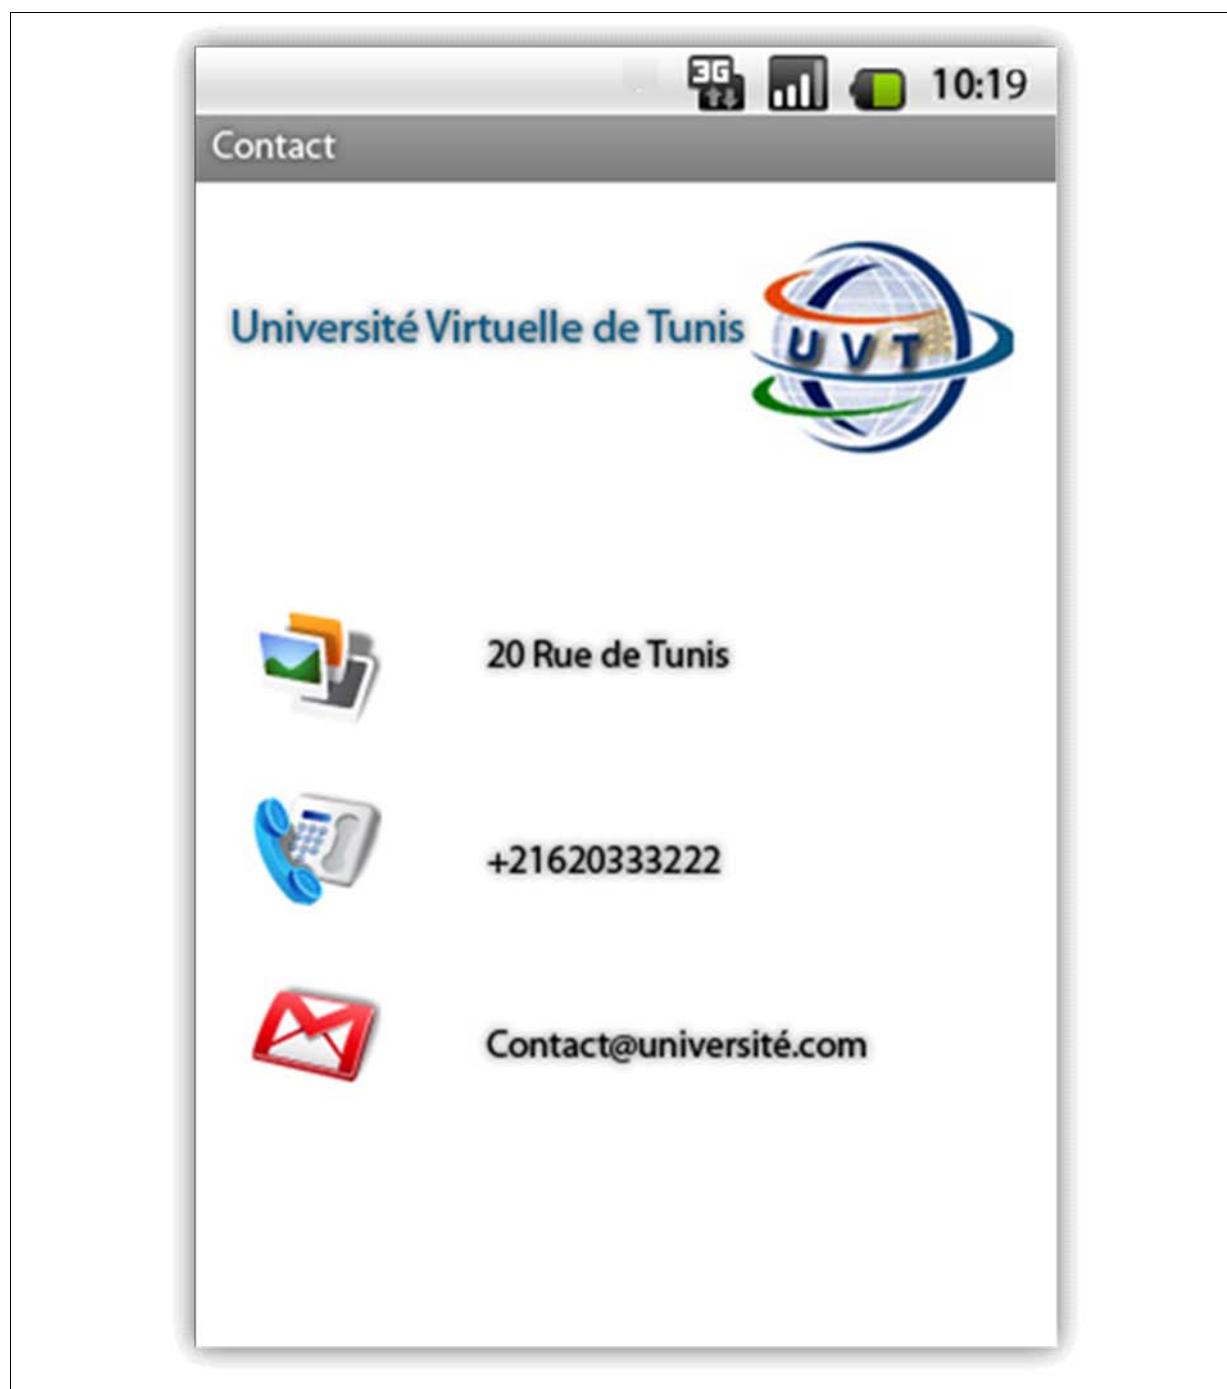 3G 10:19
Contact
Université Virtuelle de Tunis
UVT
20 Rue de Tunis
+21620333222
Contact@université.com